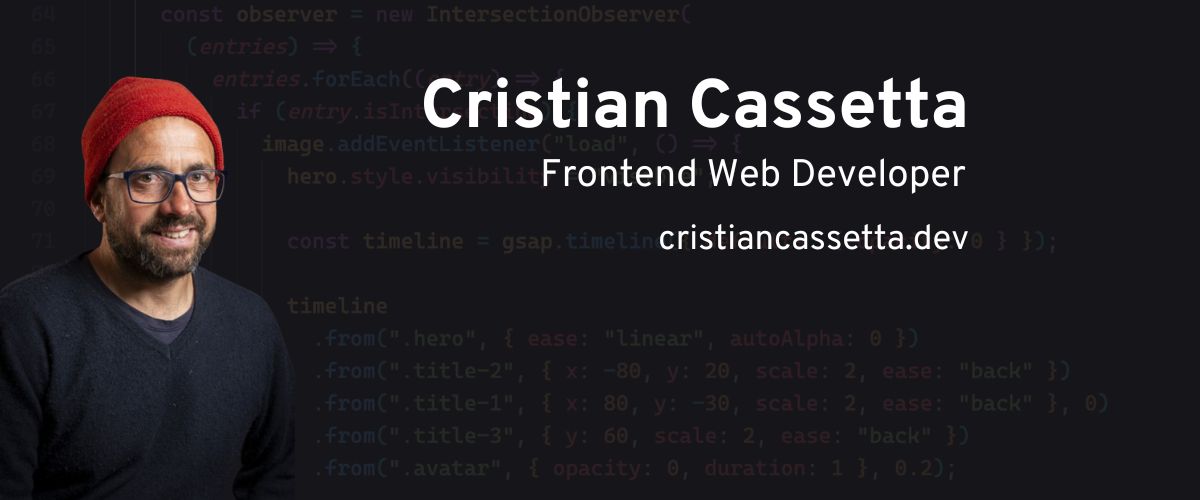 64 const observer = new IntersectionObserver(
65 (entries) => {
66 entries.forEach((entry) => {
67 if (entry.isIntersec
Cristian Cassetta
68 image.addEventListener("load", () => {
69 hero.style.visibilit
Frontend Web Developer
70
71 const timeline = gsap.timeline 0 } });
cristiancassetta.dev
timeline
.from(".hero", { ease: "linear", autoAlpha: 0 })
.from(".title-2", { x: -80, y: 20, scale: 2, ease: "back" })
.from(".title-1", { x: 80, y: -30, scale: 2, ease: "back" }, 0)
.from(".title-3", { y: 60, scale: 2, ease: "back" })
.from(".avatar", { opacity: 0, duration: 1 }, 0.2);